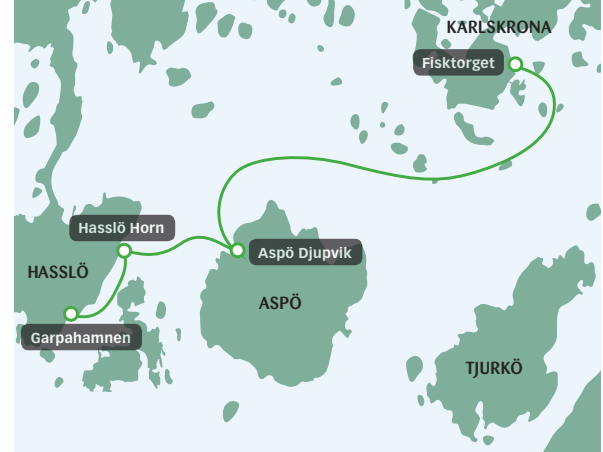 KARLSKRONA
Fisktorget
Hasslö Horn
Aspö Djupvik
HASSLÖ
ASPÖ
Garpahamnen
TJURKÖ